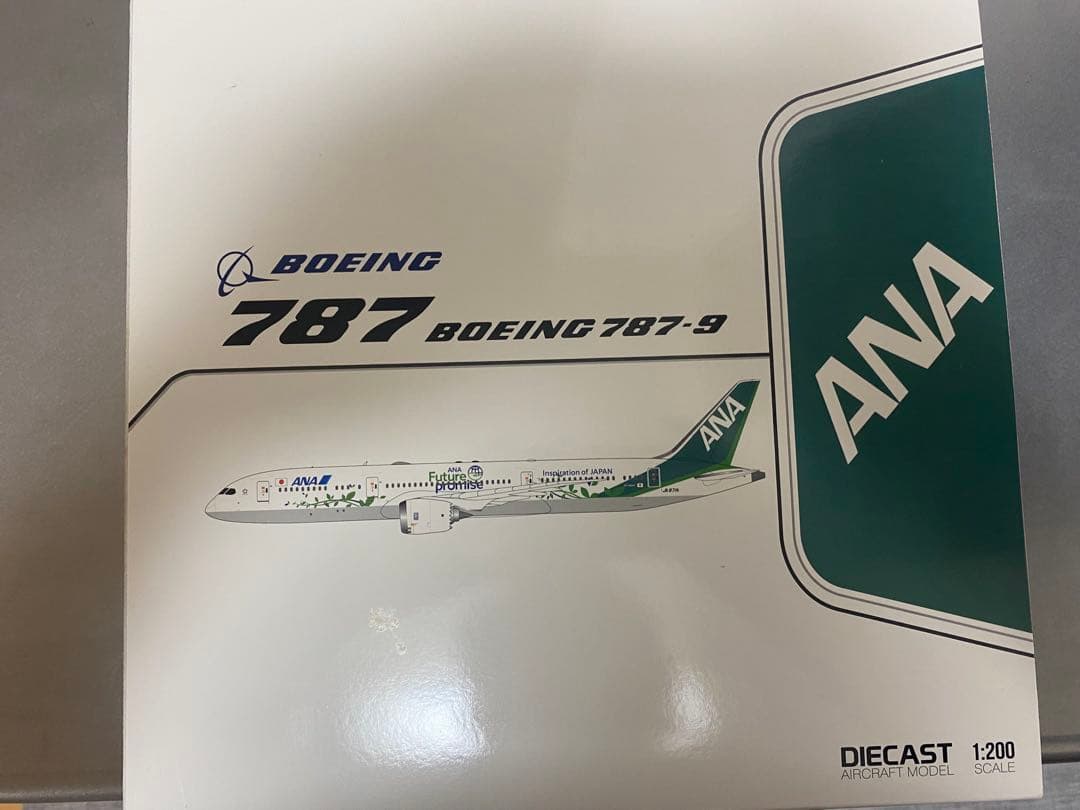 BOEING
787 BOEING 787-9
ANA
ANA
ANA
ANA
Future
promise
Inspiration of JAPAN
DIECAST 1:200
AIRCRAFT MODEL SCALE